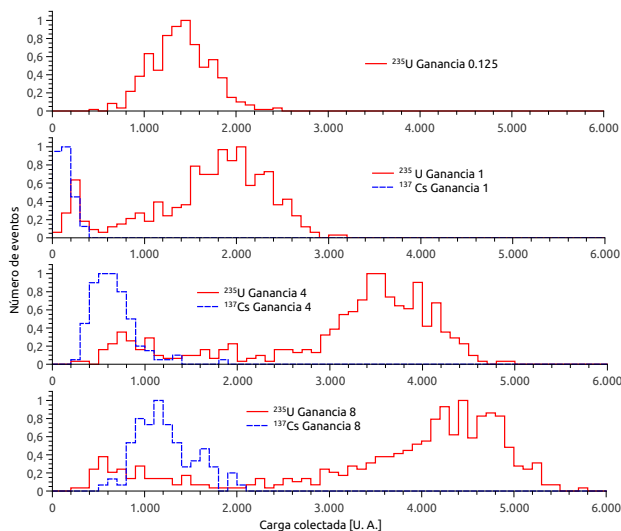 Número de eventos
1
0,8
0,6
0,4
0,2
0
0 1.000 2.000 3.000 4.000 5.000 6.000
²³⁵U Ganancia 0.125
1
0,8
0,6
0,4
0,2
0
0 1.000 2.000 3.000 4.000 5.000 6.000
²³⁵U Ganancia 1
¹³⁷Cs Ganancia 1
1
0,8
0,6
0,4
0,2
0
0 1.000 2.000 3.000 4.000 5.000 6.000
²³⁵U Ganancia 4
¹³⁷Cs Ganancia 4
1
0,8
0,6
0,4
0,2
0
0 1.000 2.000 3.000 4.000 5.000 6.000
²³⁵U Ganancia 8
¹³⁷Cs Ganancia 8
Carga colectada [U. A.]